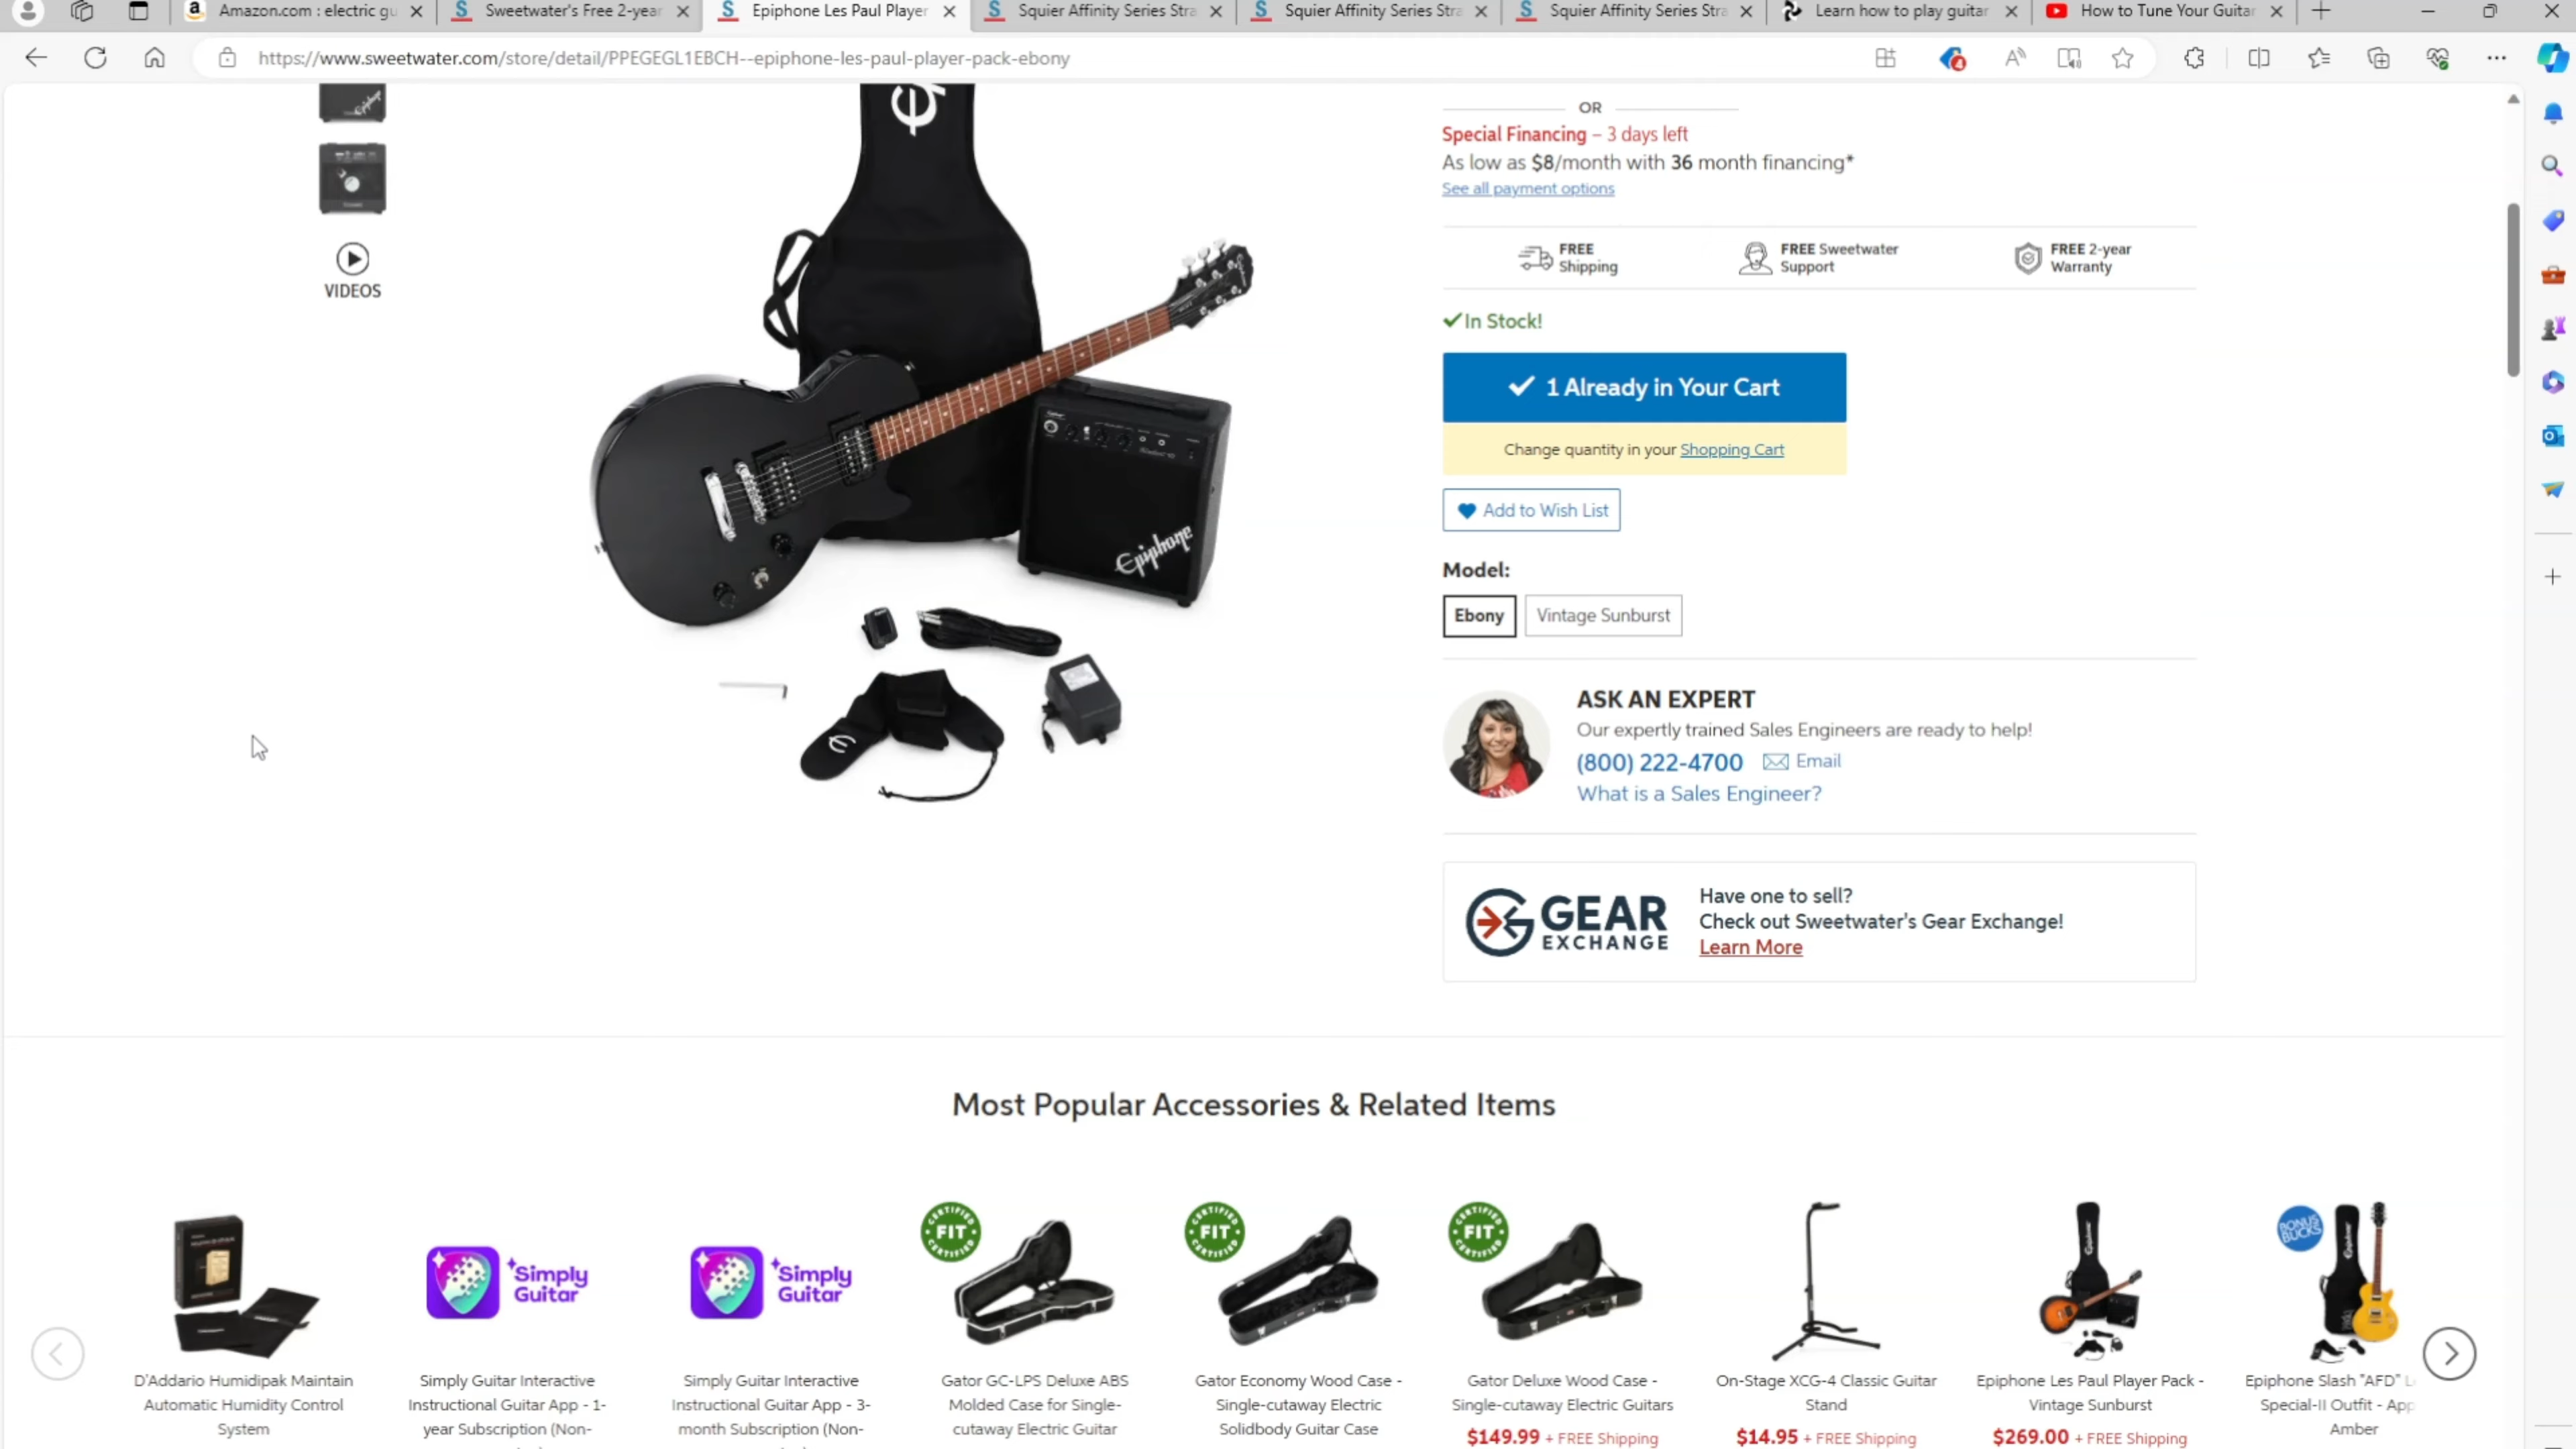 Amazon.com : electric gu
Sweetwater's Free 2-year
Epiphone Les Paul Player
Squier Affinity Series Stra
Squier Affinity Series Stra
Squier Affinity Series Stra
Learn how to play guitar
How to Tune Your Guitar
https://www.sweetwater.com/store/detail/PPEGEGL1EBCH--epiphone-les-paul-player-pack-ebony
OR
Special Financing – 3 days left
As low as $8/month with 36 month financing*
See all payment options
FREE
Shipping
FREE Sweetwater
Support
FREE 2-year
Warranty
VIDEOS
In Stock!
1 Already in Your Cart
Change quantity in your Shopping Cart
Add to Wish List
Epiphone
Model:
Ebony
Vintage Sunburst
ASK AN EXPERT
Our expertly trained Sales Engineers are ready to help!
(800) 222-4700 Email
What is a Sales Engineer?
GEAR
EXCHANGE
Have one to sell?
Check out Sweetwater's Gear Exchange!
Learn More
Most Popular Accessories & Related Items
CERTIFIED
FIT
CERTIFIED
CERTIFIED
FIT
CERTIFIED
CERTIFIED
FIT
CERTIFIED
BONUS
BUCKS
Simply
Guitar
Simply
Guitar
D'Addario Humidipak Maintain
Automatic Humidity Control
System
Simply Guitar Interactive
Instructional Guitar App - 1-
year Subscription (Non-
Simply Guitar Interactive
Instructional Guitar App - 3-
month Subscription (Non-
Gator GC-LPS Deluxe ABS
Molded Case for Single-
cutaway Electric Guitar
Gator Economy Wood Case -
Single-cutaway Electric
Solidbody Guitar Case
Gator Deluxe Wood Case -
Single-cutaway Electric Guitars
$149.99 + FREE Shipping
On-Stage XCG-4 Classic Guitar
Stand
$14.95 + FREE Shipping
Epiphone Les Paul Player Pack -
Vintage Sunburst
$269.00 + FREE Shipping
Epiphone Slash "AFD" L
Special-II Outfit - App
Amber